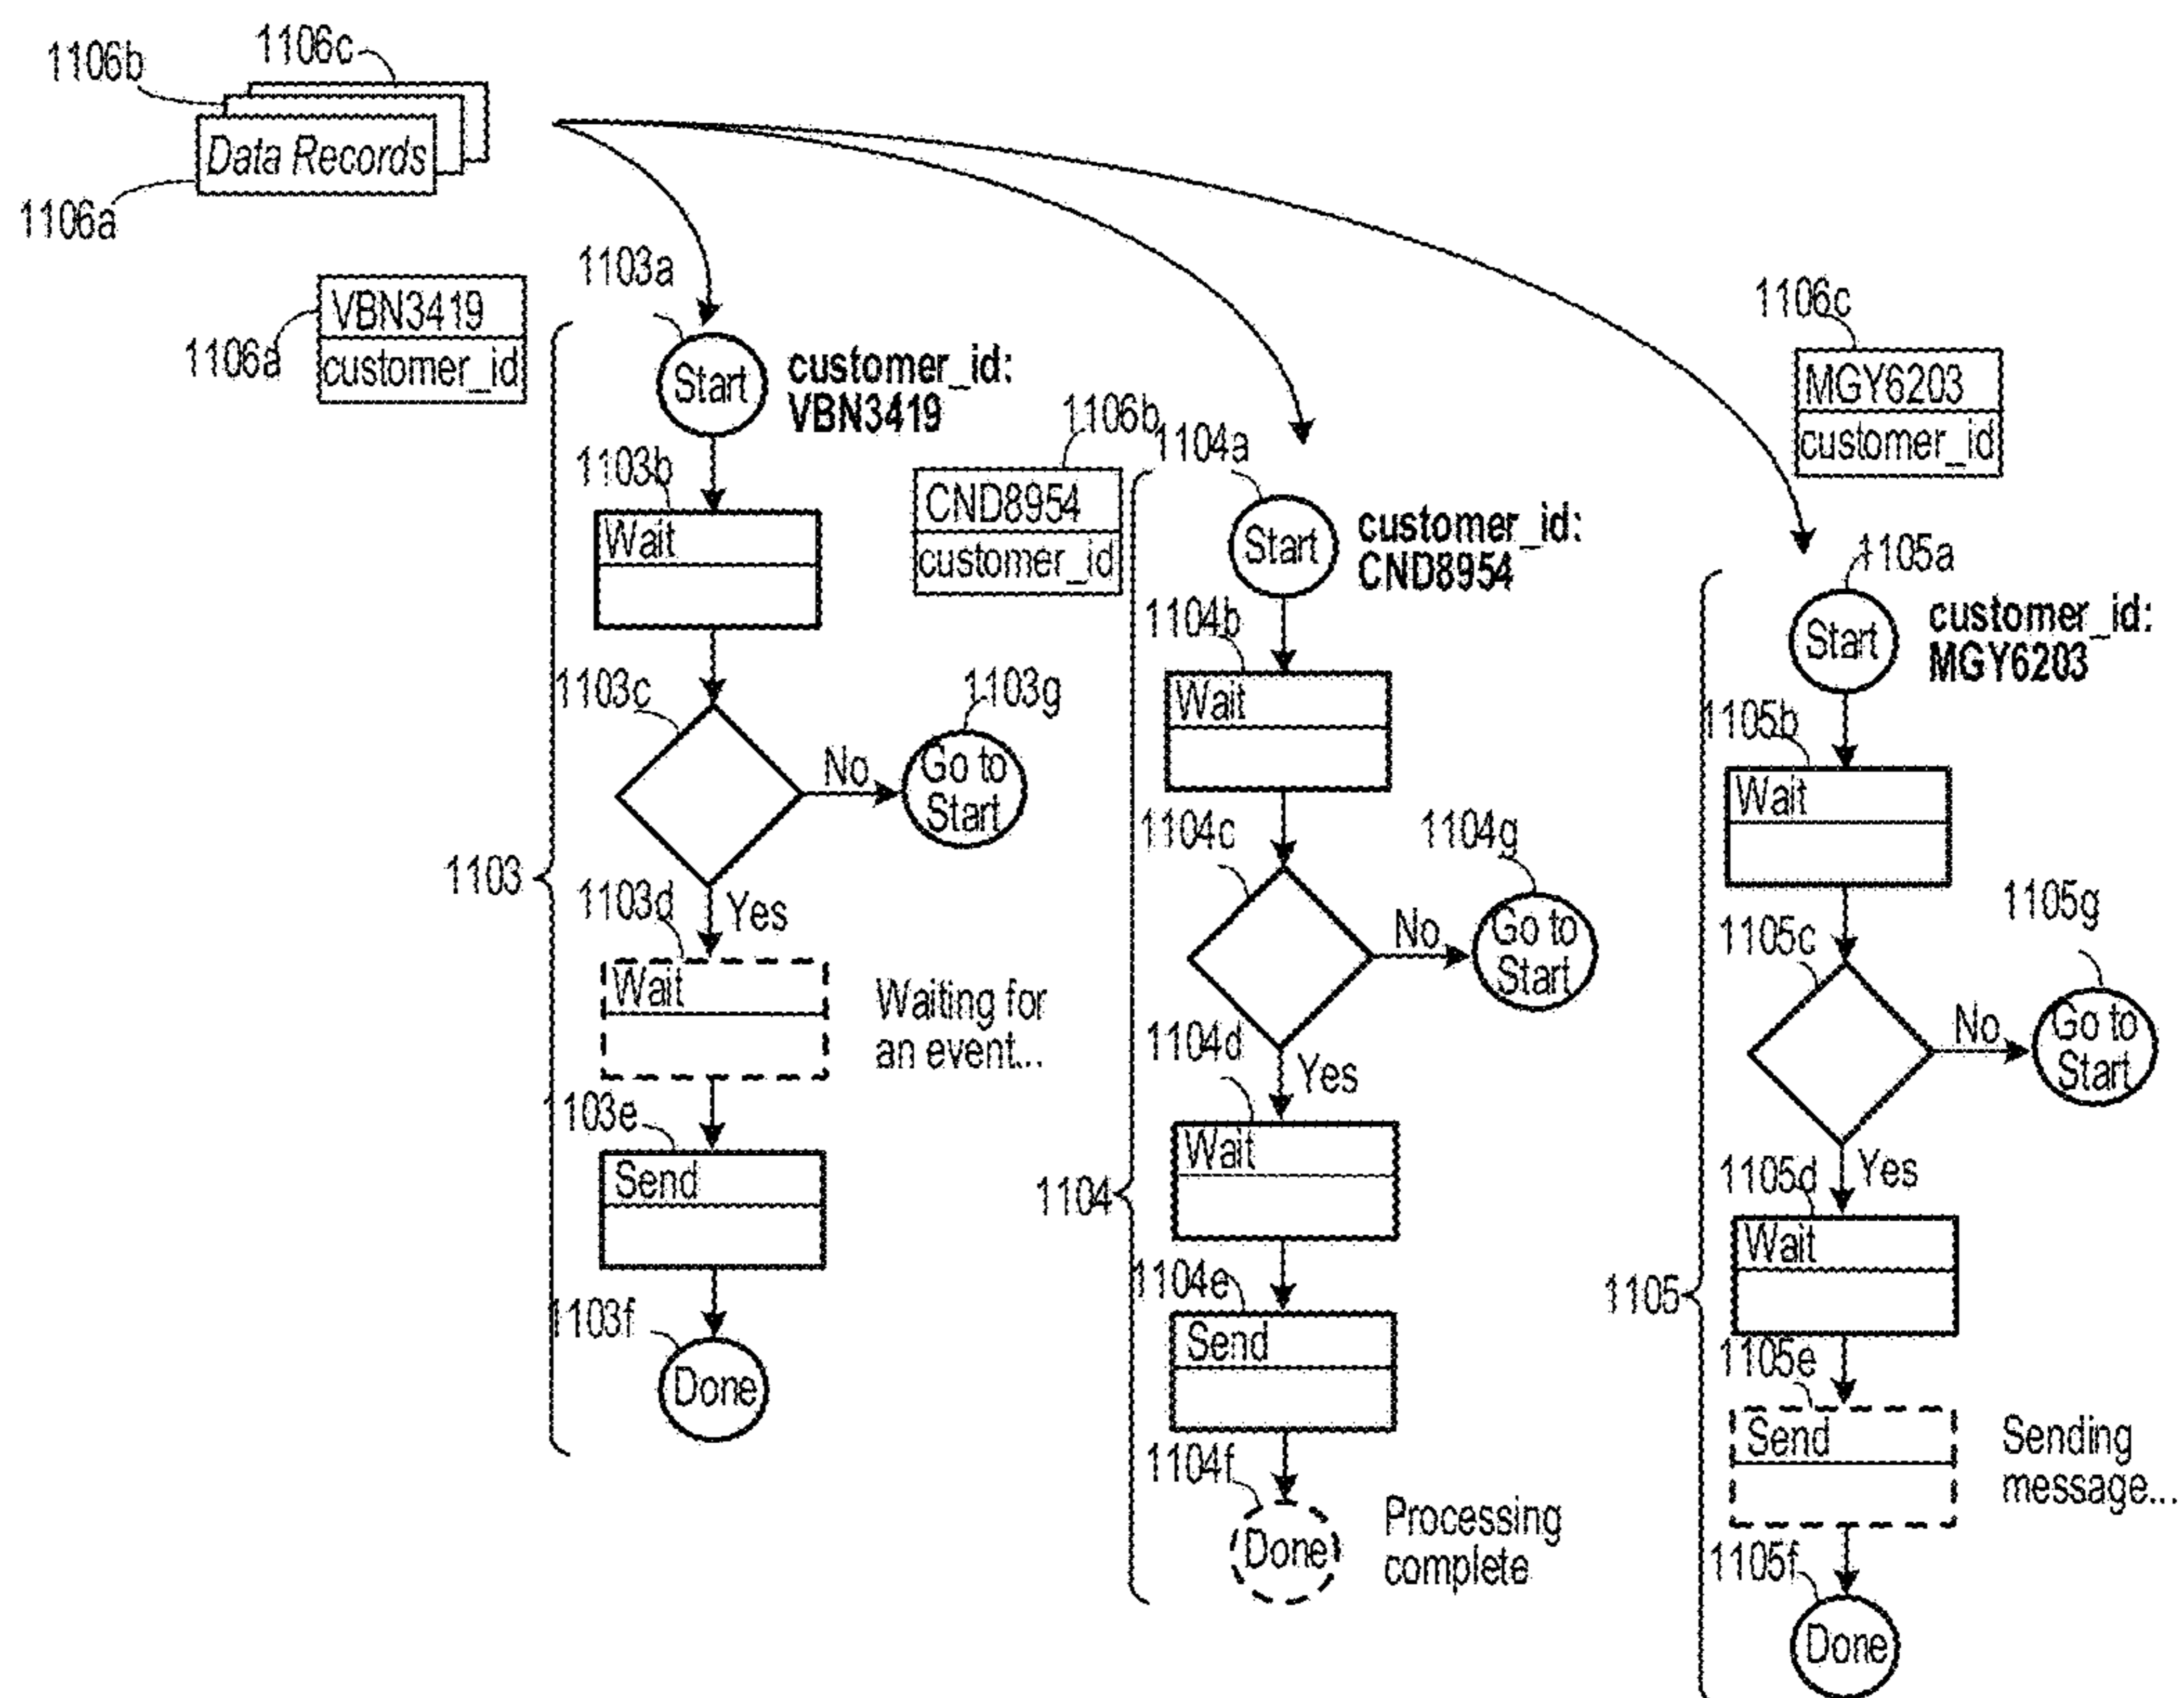 1106b
1106c
Data Records
1106a
1103a
VBN3419
customer_id
1106a
Start
customer_id:
VBN3419
1103b
Wait
1103c
No
1103g
Go to
Start
1103
Yes
1103d
Wait
Waiting for
an event...
1103e
Send
1103f
Done
1106b
CND8954
customer_id
1104a
Start
customer_id:
CND8954
1104b
Wait
1104c
No
1104g
Go to
Start
1104d
Yes
Wait
1104
1104e
Send
1104f
Done
Processing
complete
1106c
MGY6203
customer_id
1105a
Start
customer_id:
MGY6203
1105b
Wait
1105c
No
1105g
Go to
Start
1105d
Yes
Wait
1105
1105e
Send
Sending
message...
1105f
Done